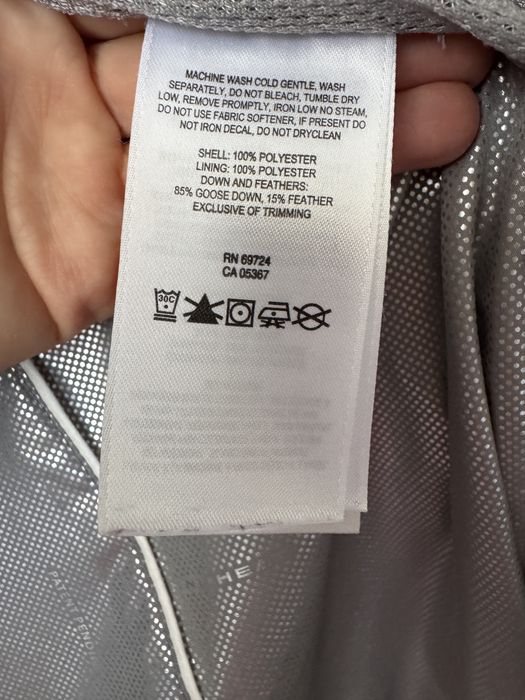 MACHINE WASH COLD GENTLE, WASH
SEPARATELY, DO NOT BLEACH, TUMBLE DRY
LOW, REMOVE PROMPTLY, IRON LOW NO STEAM,
DO NOT USE FABRIC SOFTENER, IF PRESENT DO
NOT IRON DECAL, DO NOT DRYCLEAN
SHELL: 100% POLYESTER
LINING: 100% POLYESTER
DOWN AND FEATHERS:
85% GOOSE DOWN, 15% FEATHER
EXCLUSIVE OF TRIMMING
RN 69724
CA 05367
30C